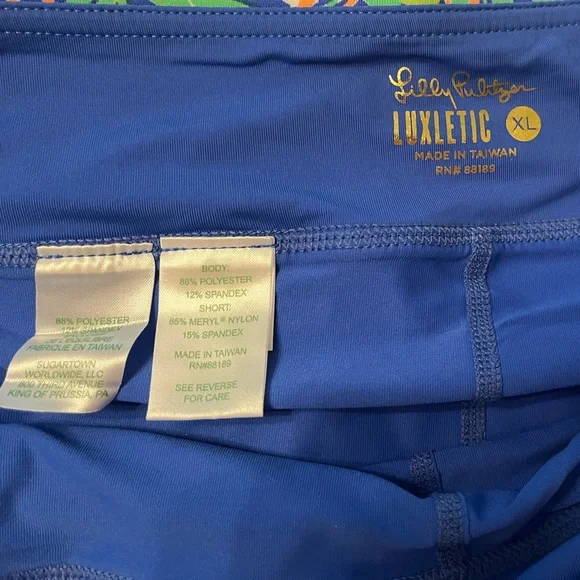 Lilly Pulitzer
LUXLETIC XL
MADE IN TAIWAN
RN# 88189
88% POLYESTER
12% SPANDEX
FABRIQUE EN TAIWAN
SUGARTOWN
WORLDWIDE, LLC
800 THIRD AVENUE
KING OF PRUSSIA, PA
BODY:
88% POLYESTER
12% SPANDEX
SHORT:
85% MERYL® NYLON
15% SPANDEX
MADE IN TAIWAN
RN#88189
SEE REVERSE
FOR CARE